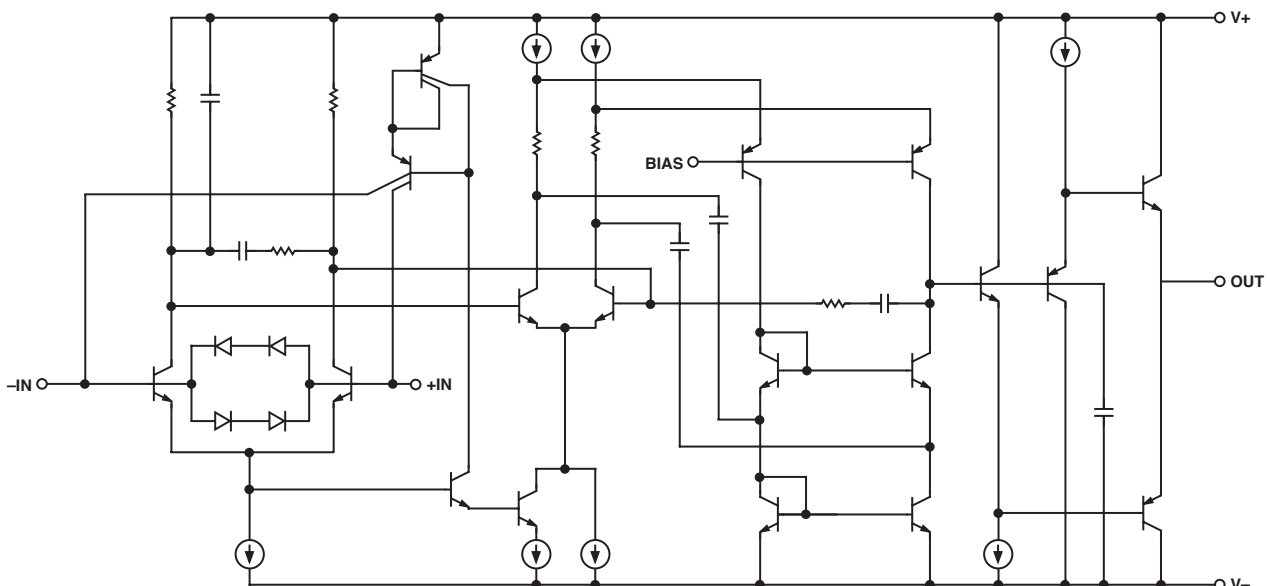 V+
BIAS
OUT
–IN
+IN
V–